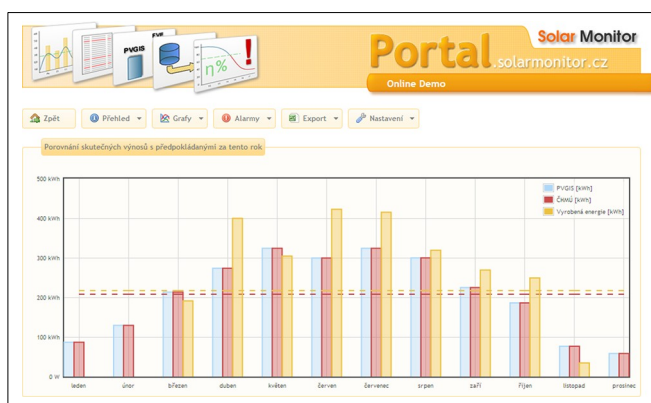 PVGIS
η%
!
Solar Monitor
Portal.solarmonitor.cz
Online Demo
Zpět
Přehled
Grafy
Alarmy
Export
Nastavení
Porovnání skutečných výnosů s předpokládanými za tento rok
500 kWh
400 kWh
300 kWh
200 kWh
100 kWh
0 W
PVGIS [kWh]
ČHMÚ [kWh]
Vyrobená energie [kWh]
leden
únor
březen
duben
květen
červen
červenec
srpen
září
říjen
listopad
prosinec